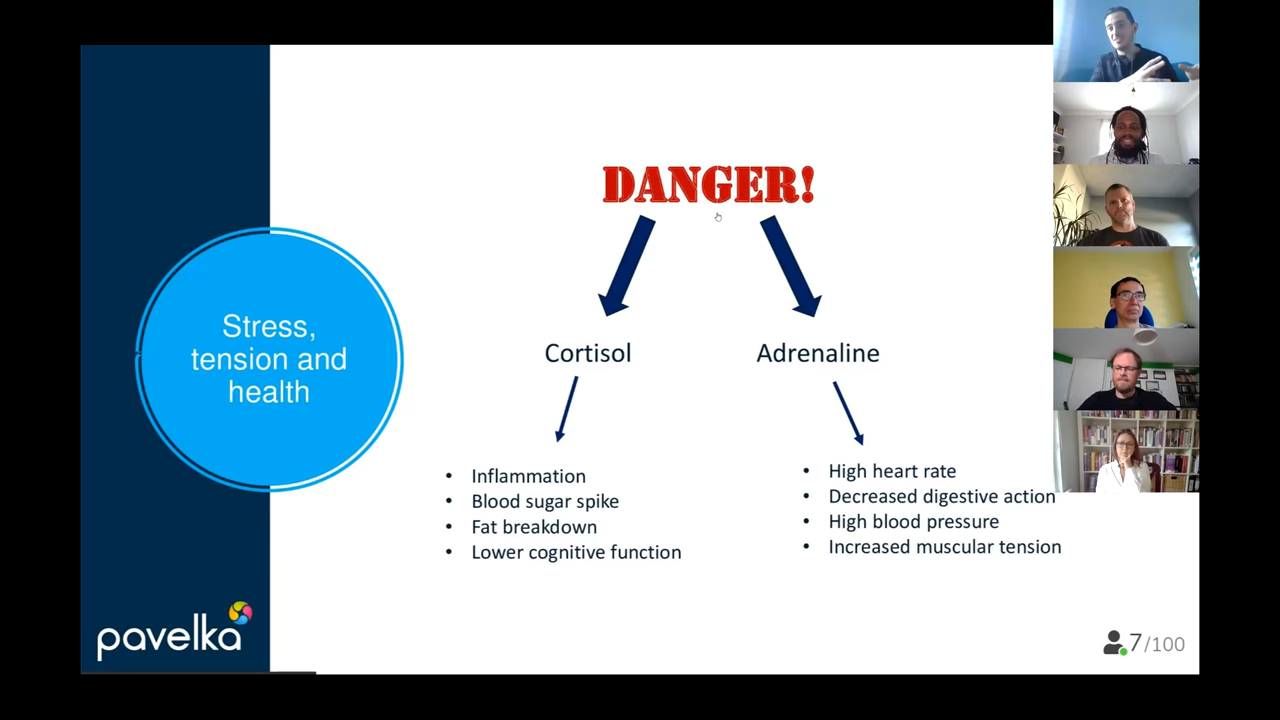 DANGER!
Stress,
tension and
health
Cortisol
Adrenaline
• Inflammation
• Blood sugar spike
• Fat breakdown
• Lower cognitive function
• High heart rate
• Decreased digestive action
• High blood pressure
• Increased muscular tension
pavelka
7/100